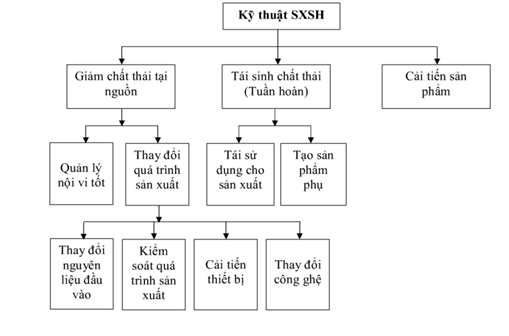 Kỹ thuật SXSH
Giảm chất thải tại
nguồn
Tái sinh chất thải
(Tuần hoàn)
Cải tiến sản
phẩm
Quản lý
nội vi tốt
Thay đổi
quá trình
sản xuất
Tái sử
dụng cho
sản xuất
Tạo sản
phẩm
phụ
Thay đổi
nguyên
liệu đầu
vào
Kiểm
soát quá
trình sản
xuất
Cải tiến
thiết bị
Thay đổi
công ghệ